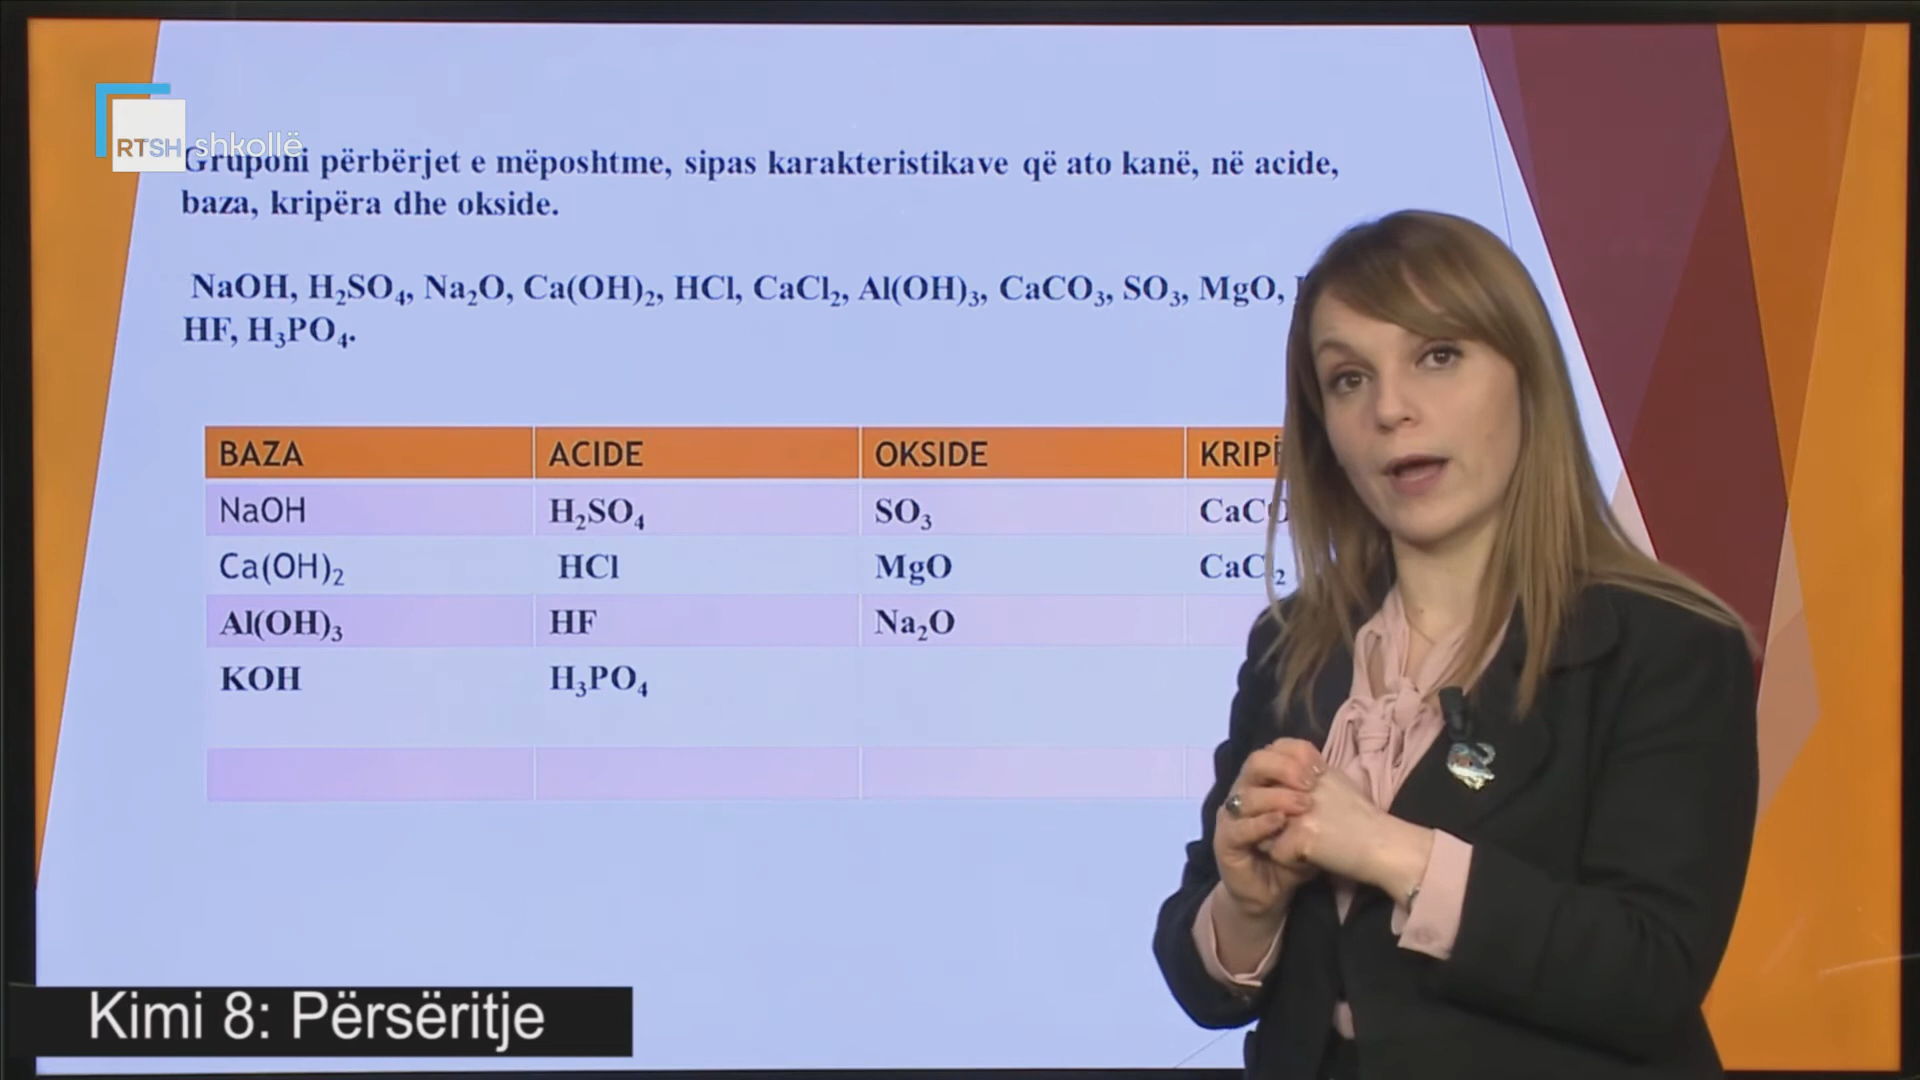 RTSH shkollë
Gruponi përbërjet e mëposhtme, sipas karakteristikave që ato kanë, në acide,
baza, kripëra dhe okside.
NaOH, H₂SO₄, Na₂O, Ca(OH)₂, HCl, CaCl₂, Al(OH)₃, CaCO₃, SO₃, MgO,
HF, H₃PO₄.
BAZA ACIDE OKSIDE
NaOH H₂SO₄ SO₃
Ca(OH)₂ HCl MgO CaCl₂
Al(OH)₃ HF Na₂O
KOH H₃PO₄
Kimi 8: Përsëritje